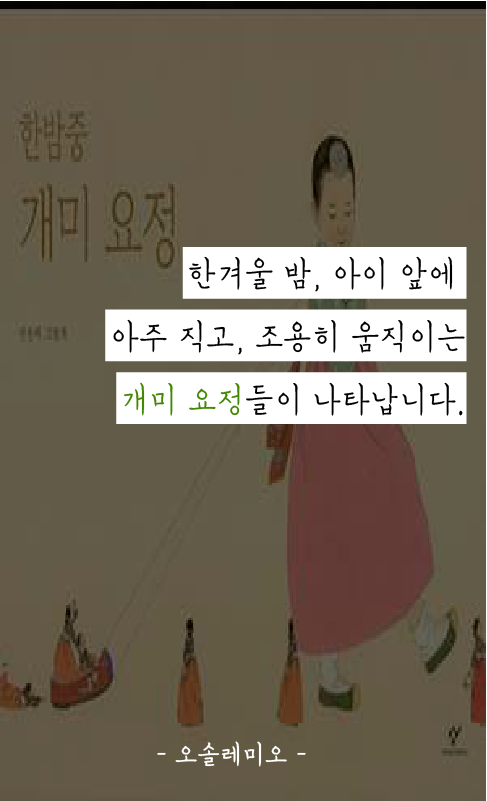 한밤중
개미 요정
한겨울 밤, 아이 앞에
아주 직고, 조용히 움직이는
개미 요정들이 나타납니다.
- 오솔레미오 -